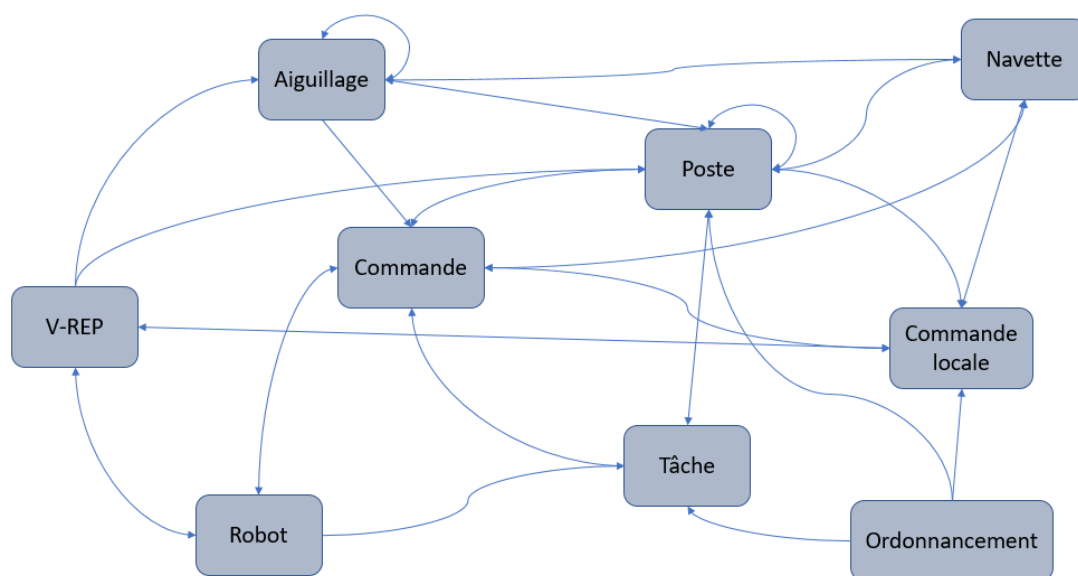 Aiguillage
Navette
Poste
Commande
V-REP
Commande
locale
Tâche
Robot
Ordonnancement